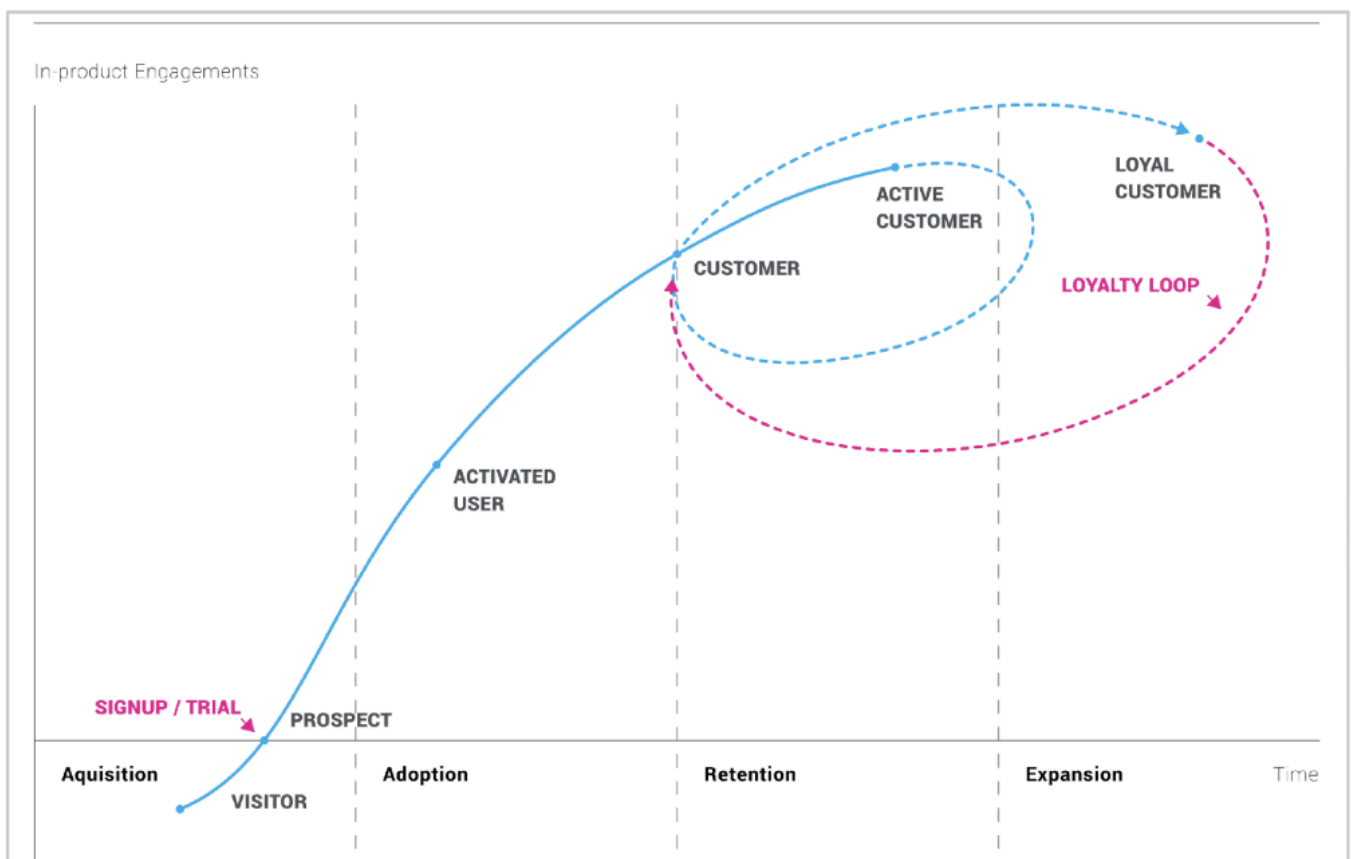 In-product Engagements
LOYAL
CUSTOMER
ACTIVE
CUSTOMER
CUSTOMER
LOYALTY LOOP
ACTIVATED
USER
SIGNUP / TRIAL
PROSPECT
Aquisition
Adoption
Retention
Expansion
Time
VISITOR